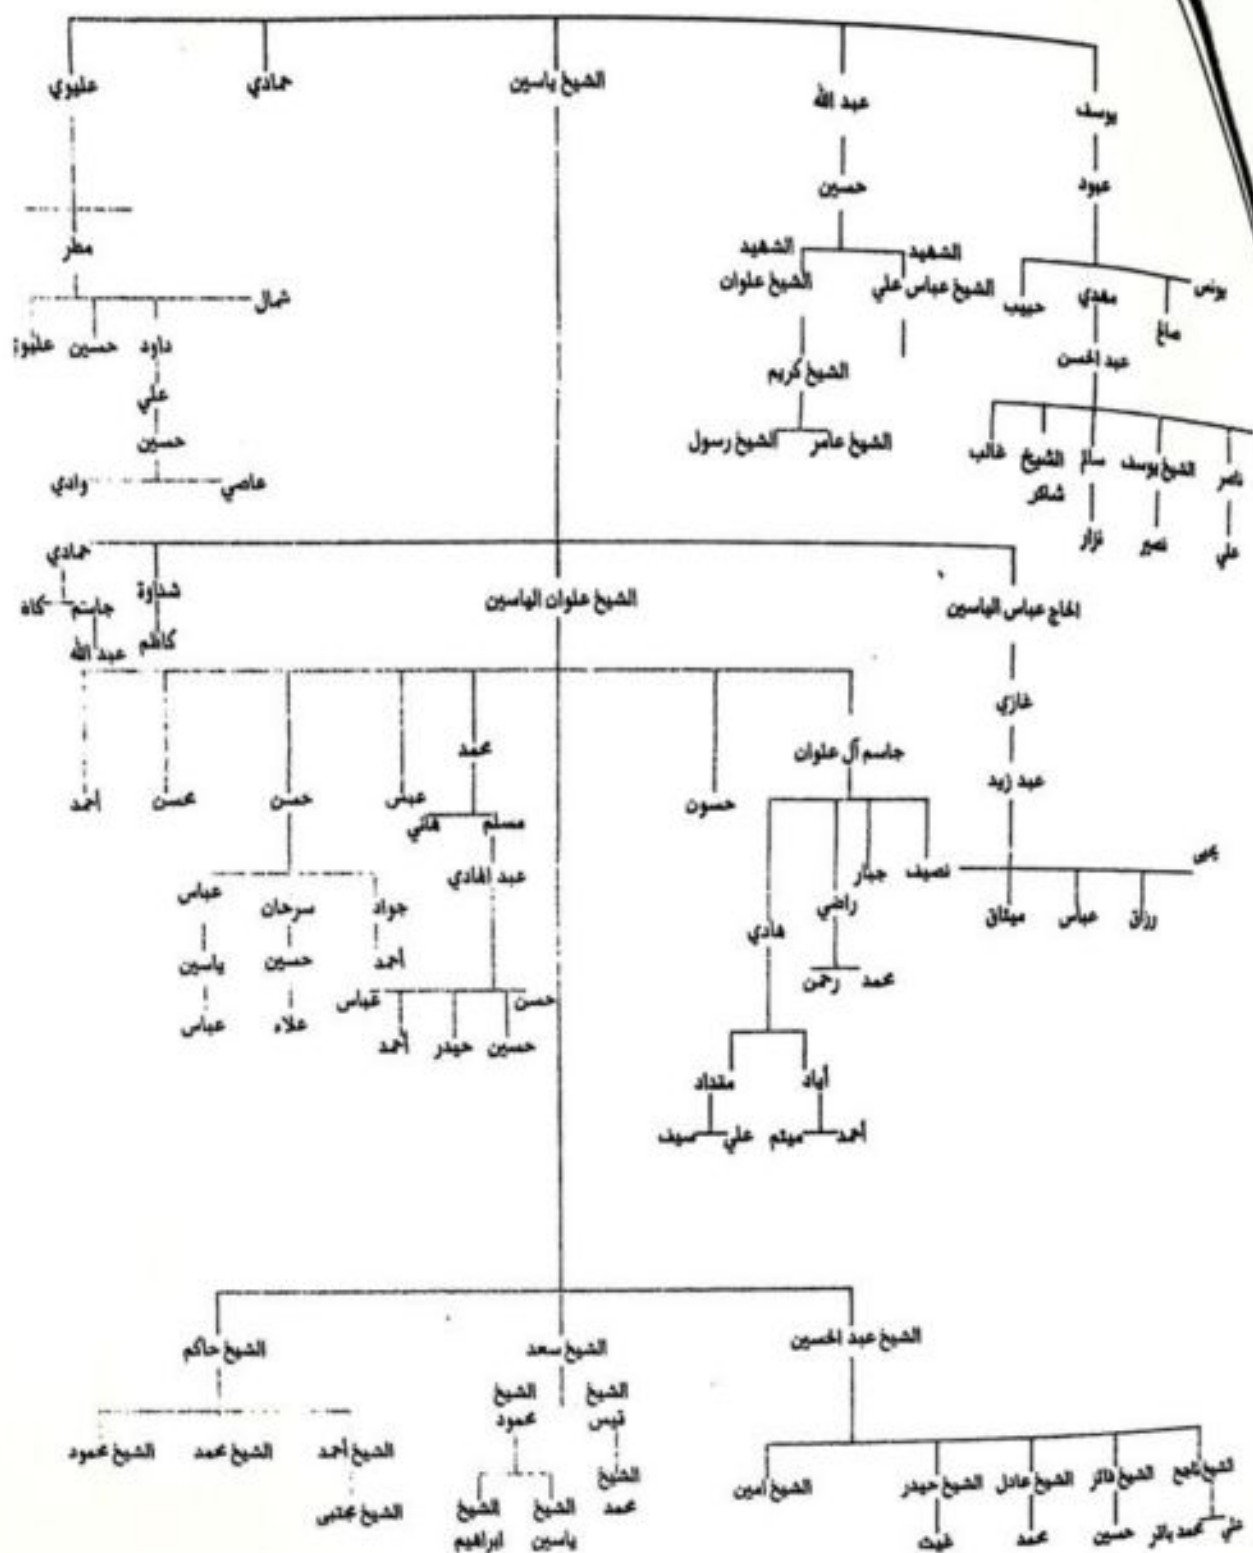 يوسف
عبد الله
الشيخ ياسين
حمادي
عليوي
عبود
حسين
مطر
يونس
صالح
مهدي
حبيب
الشهيد
الشيخ عباس علي
الشهيد
الشيخ علوان
شمال
داود
حسين
عبد الحسن
الشيخ كريم
علي
ناصر
الشيخ يوسف
سالم
الشيخ
شاكر
غالب
الشيخ عامر
الشيخ رسول
حسين
علي
نصير
نزار
عاصي
وادي
الحاج عباس الياسين
الشيخ علوان الياسين
شداوة
حمادي
كاظم
جاسم
عبد الله
غازي
عبد زيد
جاسم آل علوان
حسون
محمد
عباس
حسن
محسن
أحمد
مسلم
هاني
يحيى
رزاق
عباس
ميثاق
نصيف
جبار
راضي
هادي
عبد الهادي
جواد
سرحان
عباس
محمد
رحمن
أحمد
حسين
ياسين
حسن
عباس
علاء
عباس
حسين
حيدر
أحمد
أياد
مقداد
أحمد
ميثم
علي
سيف
الشيخ عبد الحسين
الشيخ سعد
الشيخ حاكم
الشيخ
قيس
الشيخ
محمود
الشيخ ناجح
الشيخ فائز
الشيخ عادل
الشيخ حيدر
الشيخ امين
الشيخ
محمد
الشيخ
ياسين
الشيخ
ابراهيم
الشيخ أحمد
الشيخ محمد
الشيخ محمود
علي
محمد باقر
حسين
محمد
غيث
الشيخ مجتبى